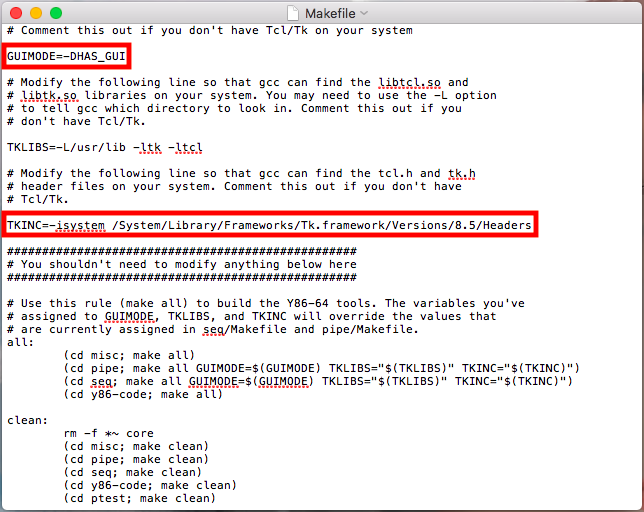 Makefile
# Comment this out if you don't have Tcl/Tk on your system
GUIMODE=-DHAS_GUI
# Modify the following line so that gcc can find the libtcl.so and
# libtk.so libraries on your system. You may need to use the -L option
# to tell gcc which directory to look in. Comment this out if you
# don't have Tcl/Tk.
TKLIBS=-L/usr/lib -ltk -ltcl
# Modify the following line so that gcc can find the tcl.h and tk.h
# header files on your system. Comment this out if you don't have
# Tcl/Tk.
TKINC=-isystem /System/Library/Frameworks/Tk.framework/Versions/8.5/Headers
##################################################
# You shouldn't need to modify anything below here
##################################################
# Use this rule (make all) to build the Y86-64 tools. The variables you've
# assigned to GUIMODE, TKLIBS, and TKINC will override the values that
# are currently assigned in seq/Makefile and pipe/Makefile.
all:
(cd misc; make all)
(cd pipe; make all GUIMODE=$(GUIMODE) TKLIBS="$(TKLIBS)" TKINC="$(TKINC)")
(cd seq; make all GUIMODE=$(GUIMODE) TKLIBS="$(TKLIBS)" TKINC="$(TKINC)")
(cd y86-code; make all)
clean:
rm -f *~ core
(cd misc; make clean)
(cd pipe; make clean)
(cd seq; make clean)
(cd y86-code; make clean)
(cd ptest; make clean)